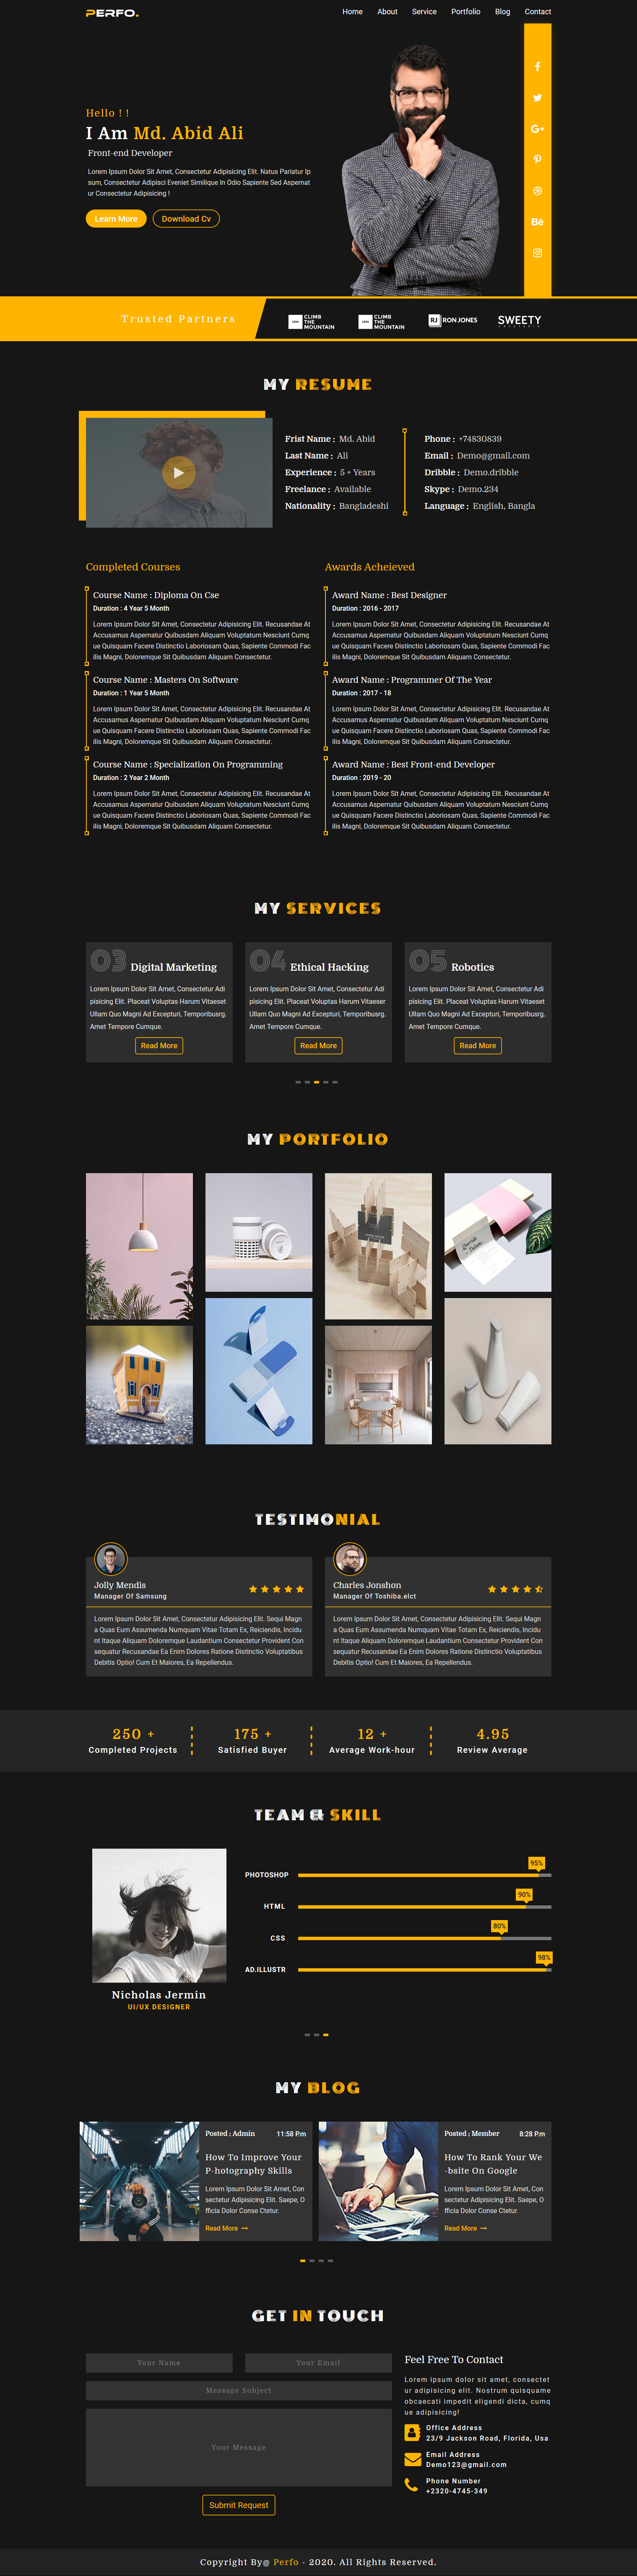 PERFO.
Home About Service Portfolio Blog Contact
Hello ! !
I Am Md. Abid Ali
Front-end Developer
Lorem Ipsum Dolor Sit Amet, Consectetur Adipisicing Elit. Natus Pariatur Ip
sum, Consectetur Adipisci Eveniet Similique In Odio Sapiente Sed Aspernat
ur Consectetur Adipisicing !
Learn More Download Cv
Bē
Trusted Partners
CLIMB
THE
MOUNTAIN
CLIMB
THE
MOUNTAIN
RJ RON JONES
SWEETY
MY RESUME
Frist Name : Md. Abid
Last Name : Ali
Experience : 5 + Years
Freelance : Available
Nationality : Bangladeshi
Phone : +74830839
Email : Demo@gmail.com
Dribble : Demo.dribble
Skype : Demo.234
Language : English, Bangla
Completed Courses
Course Name : Diploma On Cse
Duration : 4 Year 5 Month
Lorem Ipsum Dolor Sit Amet, Consectetur Adipisicing Elit. Recusandae At
Accusamus Aspernatur Quibusdam Aliquam Voluptatum Nesciunt Cumq
ue Quisquam Facere Distinctio Laboriosam Quas, Sapiente Commodi Fac
ilis Magni, Doloremque Sit Quibusdam Aliquam Consectetur.
Course Name : Masters On Software
Duration : 1 Year 5 Month
Lorem Ipsum Dolor Sit Amet, Consectetur Adipisicing Elit. Recusandae At
Accusamus Aspernatur Quibusdam Aliquam Voluptatum Nesciunt Cumq
ue Quisquam Facere Distinctio Laboriosam Quas, Sapiente Commodi Fac
ilis Magni, Doloremque Sit Quibusdam Aliquam Consectetur.
Course Name : Specialization On Programming
Duration : 2 Year 2 Month
Lorem Ipsum Dolor Sit Amet, Consectetur Adipisicing Elit. Recusandae At
Accusamus Aspernatur Quibusdam Aliquam Voluptatum Nesciunt Cumq
ue Quisquam Facere Distinctio Laboriosam Quas, Sapiente Commodi Fac
ilis Magni, Doloremque Sit Quibusdam Aliquam Consectetur.
Awards Acheieved
Award Name : Best Designer
Duration : 2016 - 2017
Lorem Ipsum Dolor Sit Amet, Consectetur Adipisicing Elit. Recusandae At
Accusamus Aspernatur Quibusdam Aliquam Voluptatum Nesciunt Cumq
ue Quisquam Facere Distinctio Laboriosam Quas, Sapiente Commodi Fac
ilis Magni, Doloremque Sit Quibusdam Aliquam Consectetur.
Award Name : Programmer Of The Year
Duration : 2017 - 18
Lorem Ipsum Dolor Sit Amet, Consectetur Adipisicing Elit. Recusandae At
Accusamus Aspernatur Quibusdam Aliquam Voluptatum Nesciunt Cumq
ue Quisquam Facere Distinctio Laboriosam Quas, Sapiente Commodi Fac
ilis Magni, Doloremque Sit Quibusdam Aliquam Consectetur.
Award Name : Best Front-end Developer
Duration : 2019 - 20
Lorem Ipsum Dolor Sit Amet, Consectetur Adipisicing Elit. Recusandae At
Accusamus Aspernatur Quibusdam Aliquam Voluptatum Nesciunt Cumq
ue Quisquam Facere Distinctio Laboriosam Quas, Sapiente Commodi Fac
ilis Magni, Doloremque Sit Quibusdam Aliquam Consectetur.
MY SERVICES
03 Digital Marketing
Lorem Ipsum Dolor Sit Amet, Consectetur Adi
pisicing Elit. Placeat Voluptas Harum Vitaeset
Ullam Quo Magni Ad Excepturi, Temporibusrg.
Amet Tempore Cumque.
Read More
04 Ethical Hacking
Lorem Ipsum Dolor Sit Amet, Consectetur Adi
pisicing Elit. Placeat Voluptas Harum Vitaeser
Ullam Quo Magni Ad Excepturi, Temporibusrg.
Amet Tempore Cumque.
Read More
05 Robotics
Lorem Ipsum Dolor Sit Amet, Consectetur Adi
pisicing Elit. Placeat Voluptas Harum Vitaeset
Ullam Quo Magni Ad Excepturi, Temporibusrg.
Amet Tempore Cumque.
Read More
MY PORTFOLIO
TESTIMONIAL
Jolly Mendis
Manager Of Samsung
Lorem Ipsum Dolor Sit Amet, Consectetur Adipisicing Elit. Sequi Magn
a Quas Eum Assumenda Numquam Vitae Totam Ex, Reiciendis, Incidu
nt Itaque Aliquam Doloremque Laudantium Consectetur Provident Con
sequatur Recusandae Ea Enim Dolores Ratione Distinctio Voluptatibus
Debitis Optio! Cum Et Maiores, Ea Repellendus.
Charles Jonshon
Manager Of Toshiba.elct
Lorem Ipsum Dolor Sit Amet, Consectetur Adipisicing Elit. Sequi Magn
a Quas Eum Assumenda Numquam Vitae Totam Ex, Reiciendis, Incidu
nt Itaque Aliquam Doloremque Laudantium Consectetur Provident Con
sequatur Recusandae Ea Enim Dolores Ratione Distinctio Voluptatibus
Debitis Optio! Cum Et Maiores, Ea Repellendus.
250 +
Completed Projects
175 +
Satisfied Buyer
12 +
Average Work-hour
4.95
Review Average
TEAM & SKILL
Nicholas Jermin
UI/UX DESIGNER
95%
PHOTOSHOP
90%
HTML
80%
CSS
98%
AD.ILLUSTR
MY BLOG
Posted : Admin 11:58 P.m
How To Improve Your
P-hotography Skills
Lorem Ipsum Dolor Sit Amet, Con
sectetur Adipisicing Elit. Saepe, O
fficia Dolor Conse Ctetur.
Read More
Posted : Member 8:28 P.m
How To Rank Your We
-bsite On Google
Lorem Ipsum Dolor Sit Amet, Con
sectetur Adipisicing Elit. Saepe, O
fficia Dolor Conse Ctetur.
Read More
GET IN TOUCH
Your Name
Your Email
Message Subject
Your Message
Submit Request
Feel Free To Contact
Lorem ipsum dolor sit amet, consectet
ur adipisicing elit. Nostrum quisquame
obcaecati impedit eligendi dicta, cumq
ue adipisicing!
Office Address
23/9 Jackson Road, Florida, Usa
Email Address
Demo123@gmail.com
Phone Number
+2320-4745-349
Copyright By@ Perfo - 2020. All Rights Reserved.